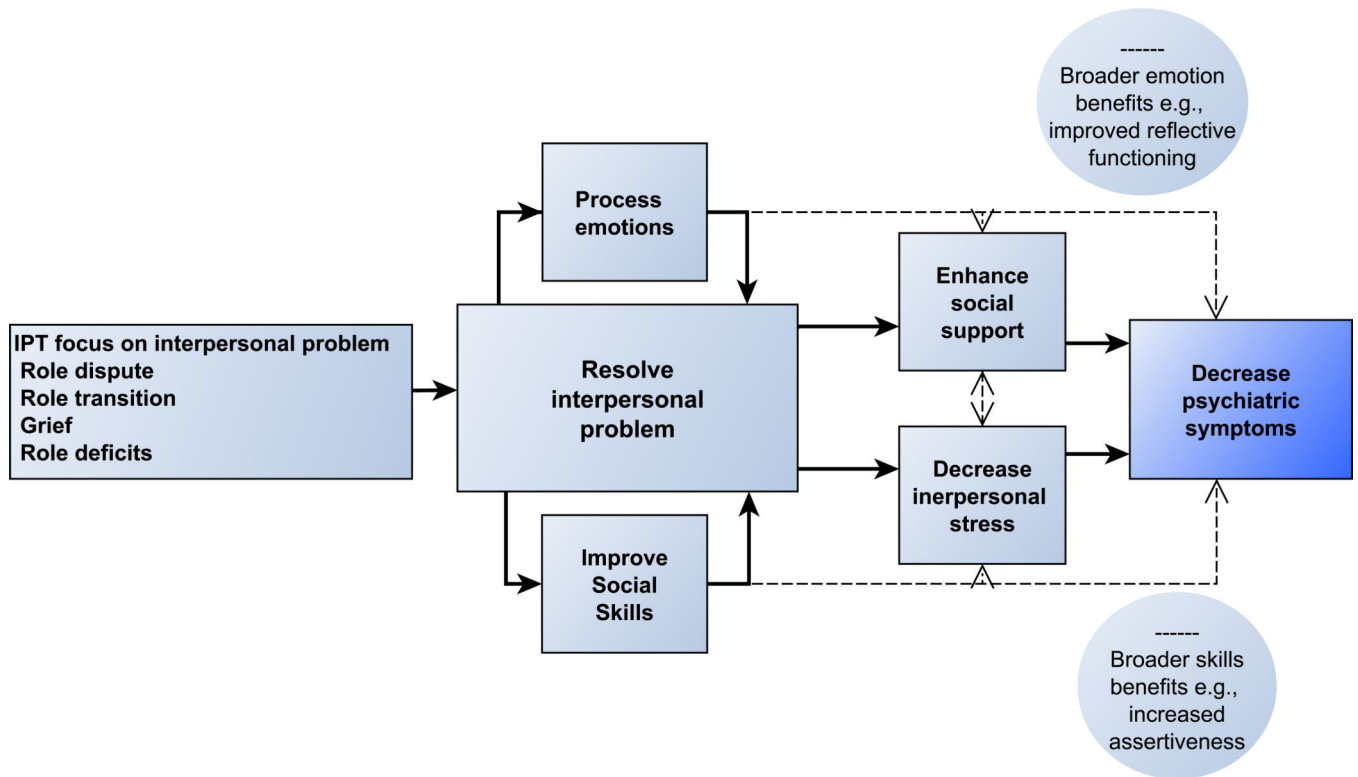 ------
Broader emotion
benefits e.g.,
improved reflective
functioning
Process
emotions
Enhance
social
support
IPT focus on interpersonal problem
Role dispute
Role transition
Grief
Role deficits
Resolve
interpersonal
problem
Decrease
psychiatric
symptoms
Decrease
inerpersonal
stress
Improve
Social
Skills
------
Broader skills
benefits e.g.,
increased
assertiveness